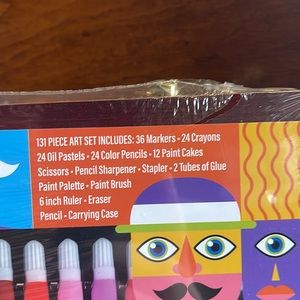 131 PIECE ART SET INCLUDES: 36 Markers • 24 Crayons
24 Oil Pastels • 24 Color Pencils • 12 Paint Cakes
Scissors • Pencil Sharpener • Stapler • 2 Tubes of Glue
Paint Palette • Paint Brush
6 inch Ruler • Eraser
Pencil • Carrying Case